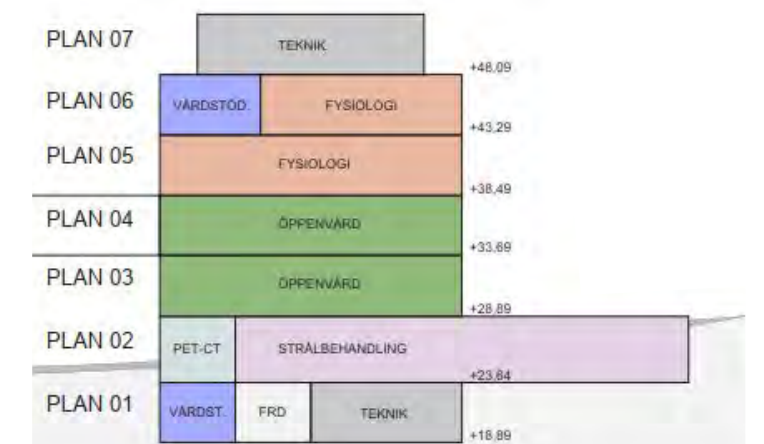 PLAN 07
TEKNIK
+48,09
PLAN 06
VÅRDSTÖD.
FYSIOLOGI
+43,29
PLAN 05
FYSIOLOGI
+38,49
PLAN 04
ÖPPENVÅRD
+33,69
PLAN 03
ÖPPENVÅRD
+28,89
PLAN 02
PET-CT
STRÅLBEHANDLING
+23,64
PLAN 01
VÅRDST.
FRD
TEKNIK
+18,89